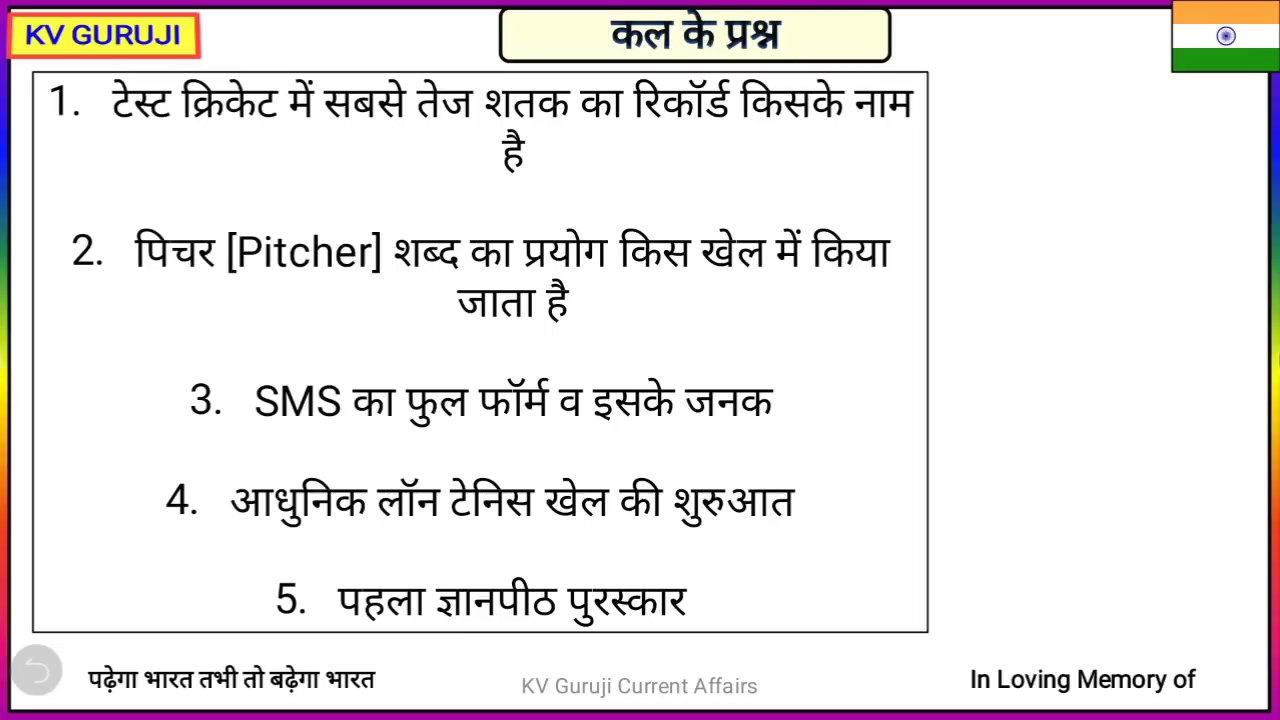 KV GURUJI
कल के प्रश्न
1. टेस्ट क्रिकेट में सबसे तेज शतक का रिकॉर्ड किसके नाम
है
2. पिचर [Pitcher] शब्द का प्रयोग किस खेल में किया
जाता है
3. SMS का फुल फॉर्म व इसके जनक
4. आधुनिक लॉन टेनिस खेल की शुरुआत
5. पहला ज्ञानपीठ पुरस्कार
पढ़ेगा भारत तभी तो बढ़ेगा भारत
KV Guruji Current Affairs
In Loving Memory of